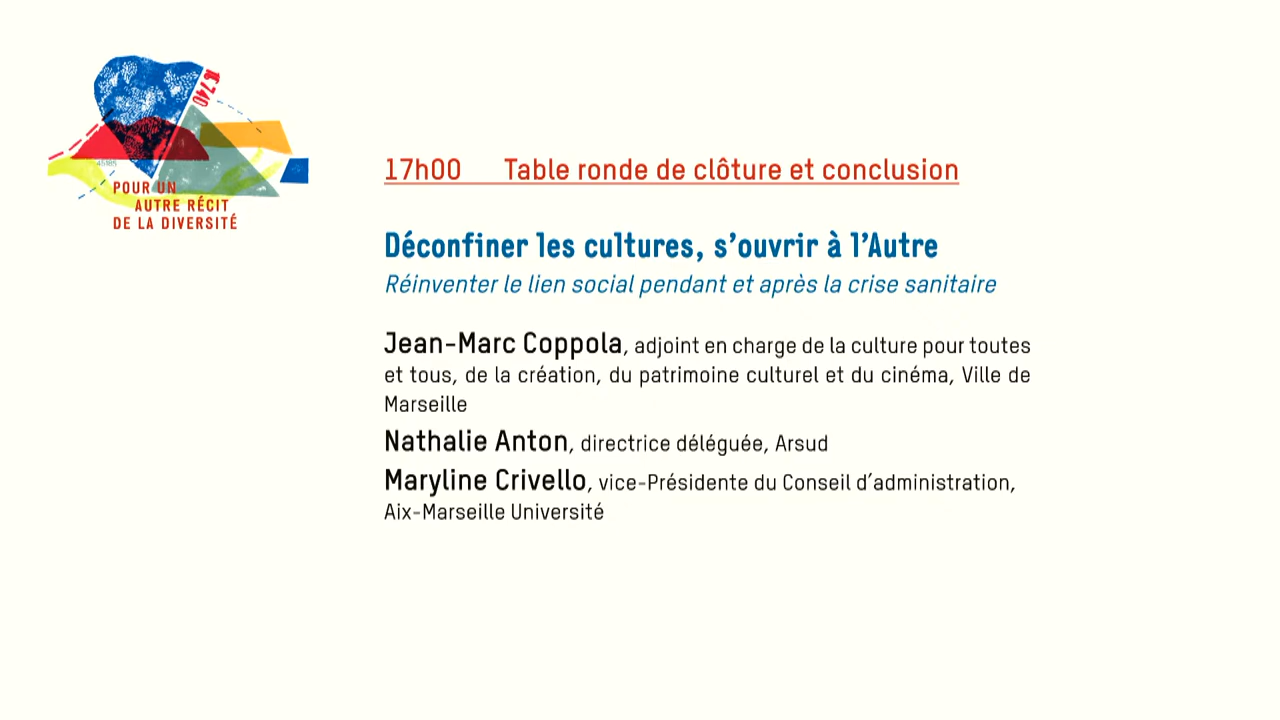 16 740
45185
POUR UN
AUTRE RÉCIT
DE LA DIVERSITÉ
17h00 Table ronde de clôture et conclusion
Déconfiner les cultures, s’ouvrir à l’Autre
Réinventer le lien social pendant et après la crise sanitaire
Jean-Marc Coppola, adjoint en charge de la culture pour toutes
et tous, de la création, du patrimoine culturel et du cinéma, Ville de
Marseille
Nathalie Anton, directrice déléguée, Arsud
Maryline Crivello, vice-Présidente du Conseil d’administration,
Aix-Marseille Université